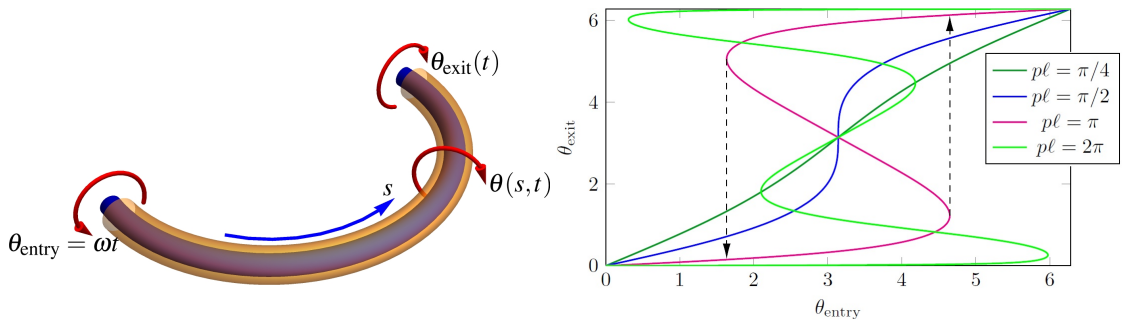 θexit(t)
θ(s,t)
s
θentry = ωt
6
4
2
0
θexit
0 1 2 3 4 5 6
θentry
pℓ = π/4
pℓ = π/2
pℓ = π
pℓ = 2π